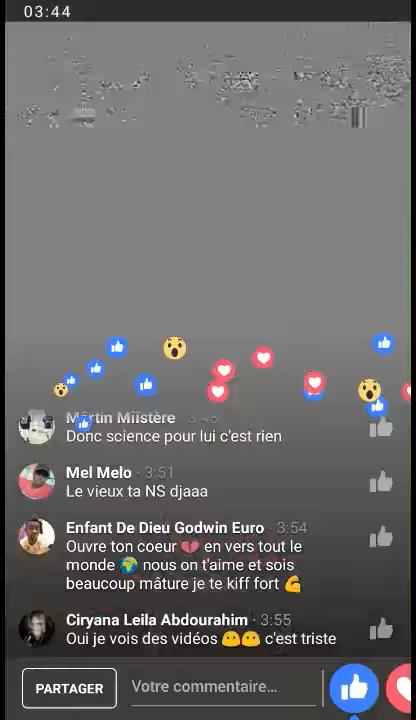 03:44
Martin Miistère · 3:48
Donc science pour lui c'est rien
Mel Melo · 3:51
Le vieux ta NS djaaa
Enfant De Dieu Godwin Euro · 3:54
Ouvre ton coeur 💔 en vers tout le
monde 🌍 nous on t'aime et sois
beaucoup mâture je te kiff fort 💪
Ciryana Leila Abdourahim · 3:55
Oui je vois des vidéos 😶😶 c'est triste
PARTAGER
Votre commentaire...